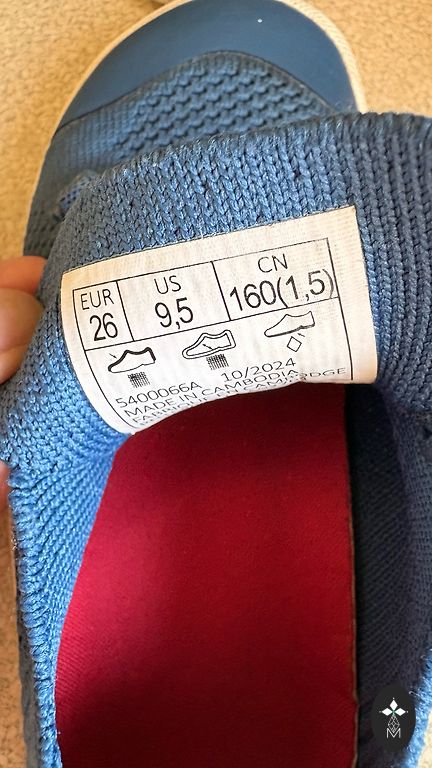 EUR US CN
26 9,5 160(1,5)
5400066A 10/2024
MADE IN CAMBODIA
M